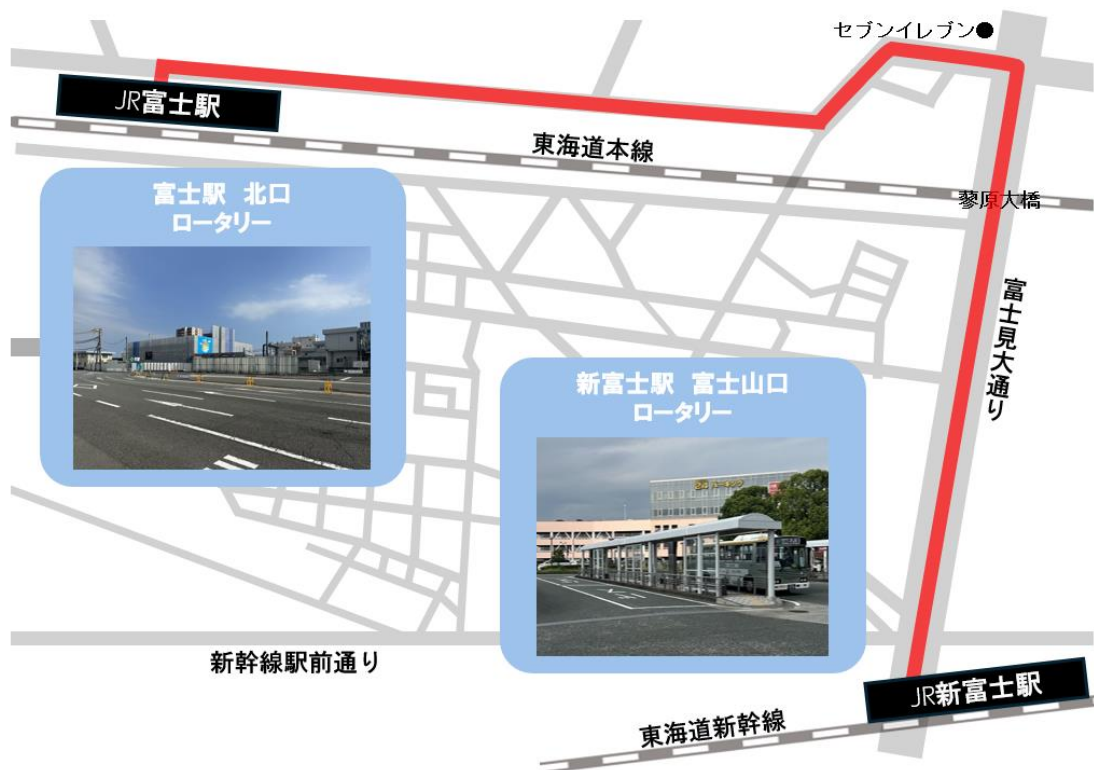 セブンイレブン●
JR富士駅
東海道本線
蓼原大橋
富士駅 北口
ロータリー
富士見大通り
新富士駅 富士山口
ロータリー
新幹線駅前通り
JR新富士駅
東海道新幹線